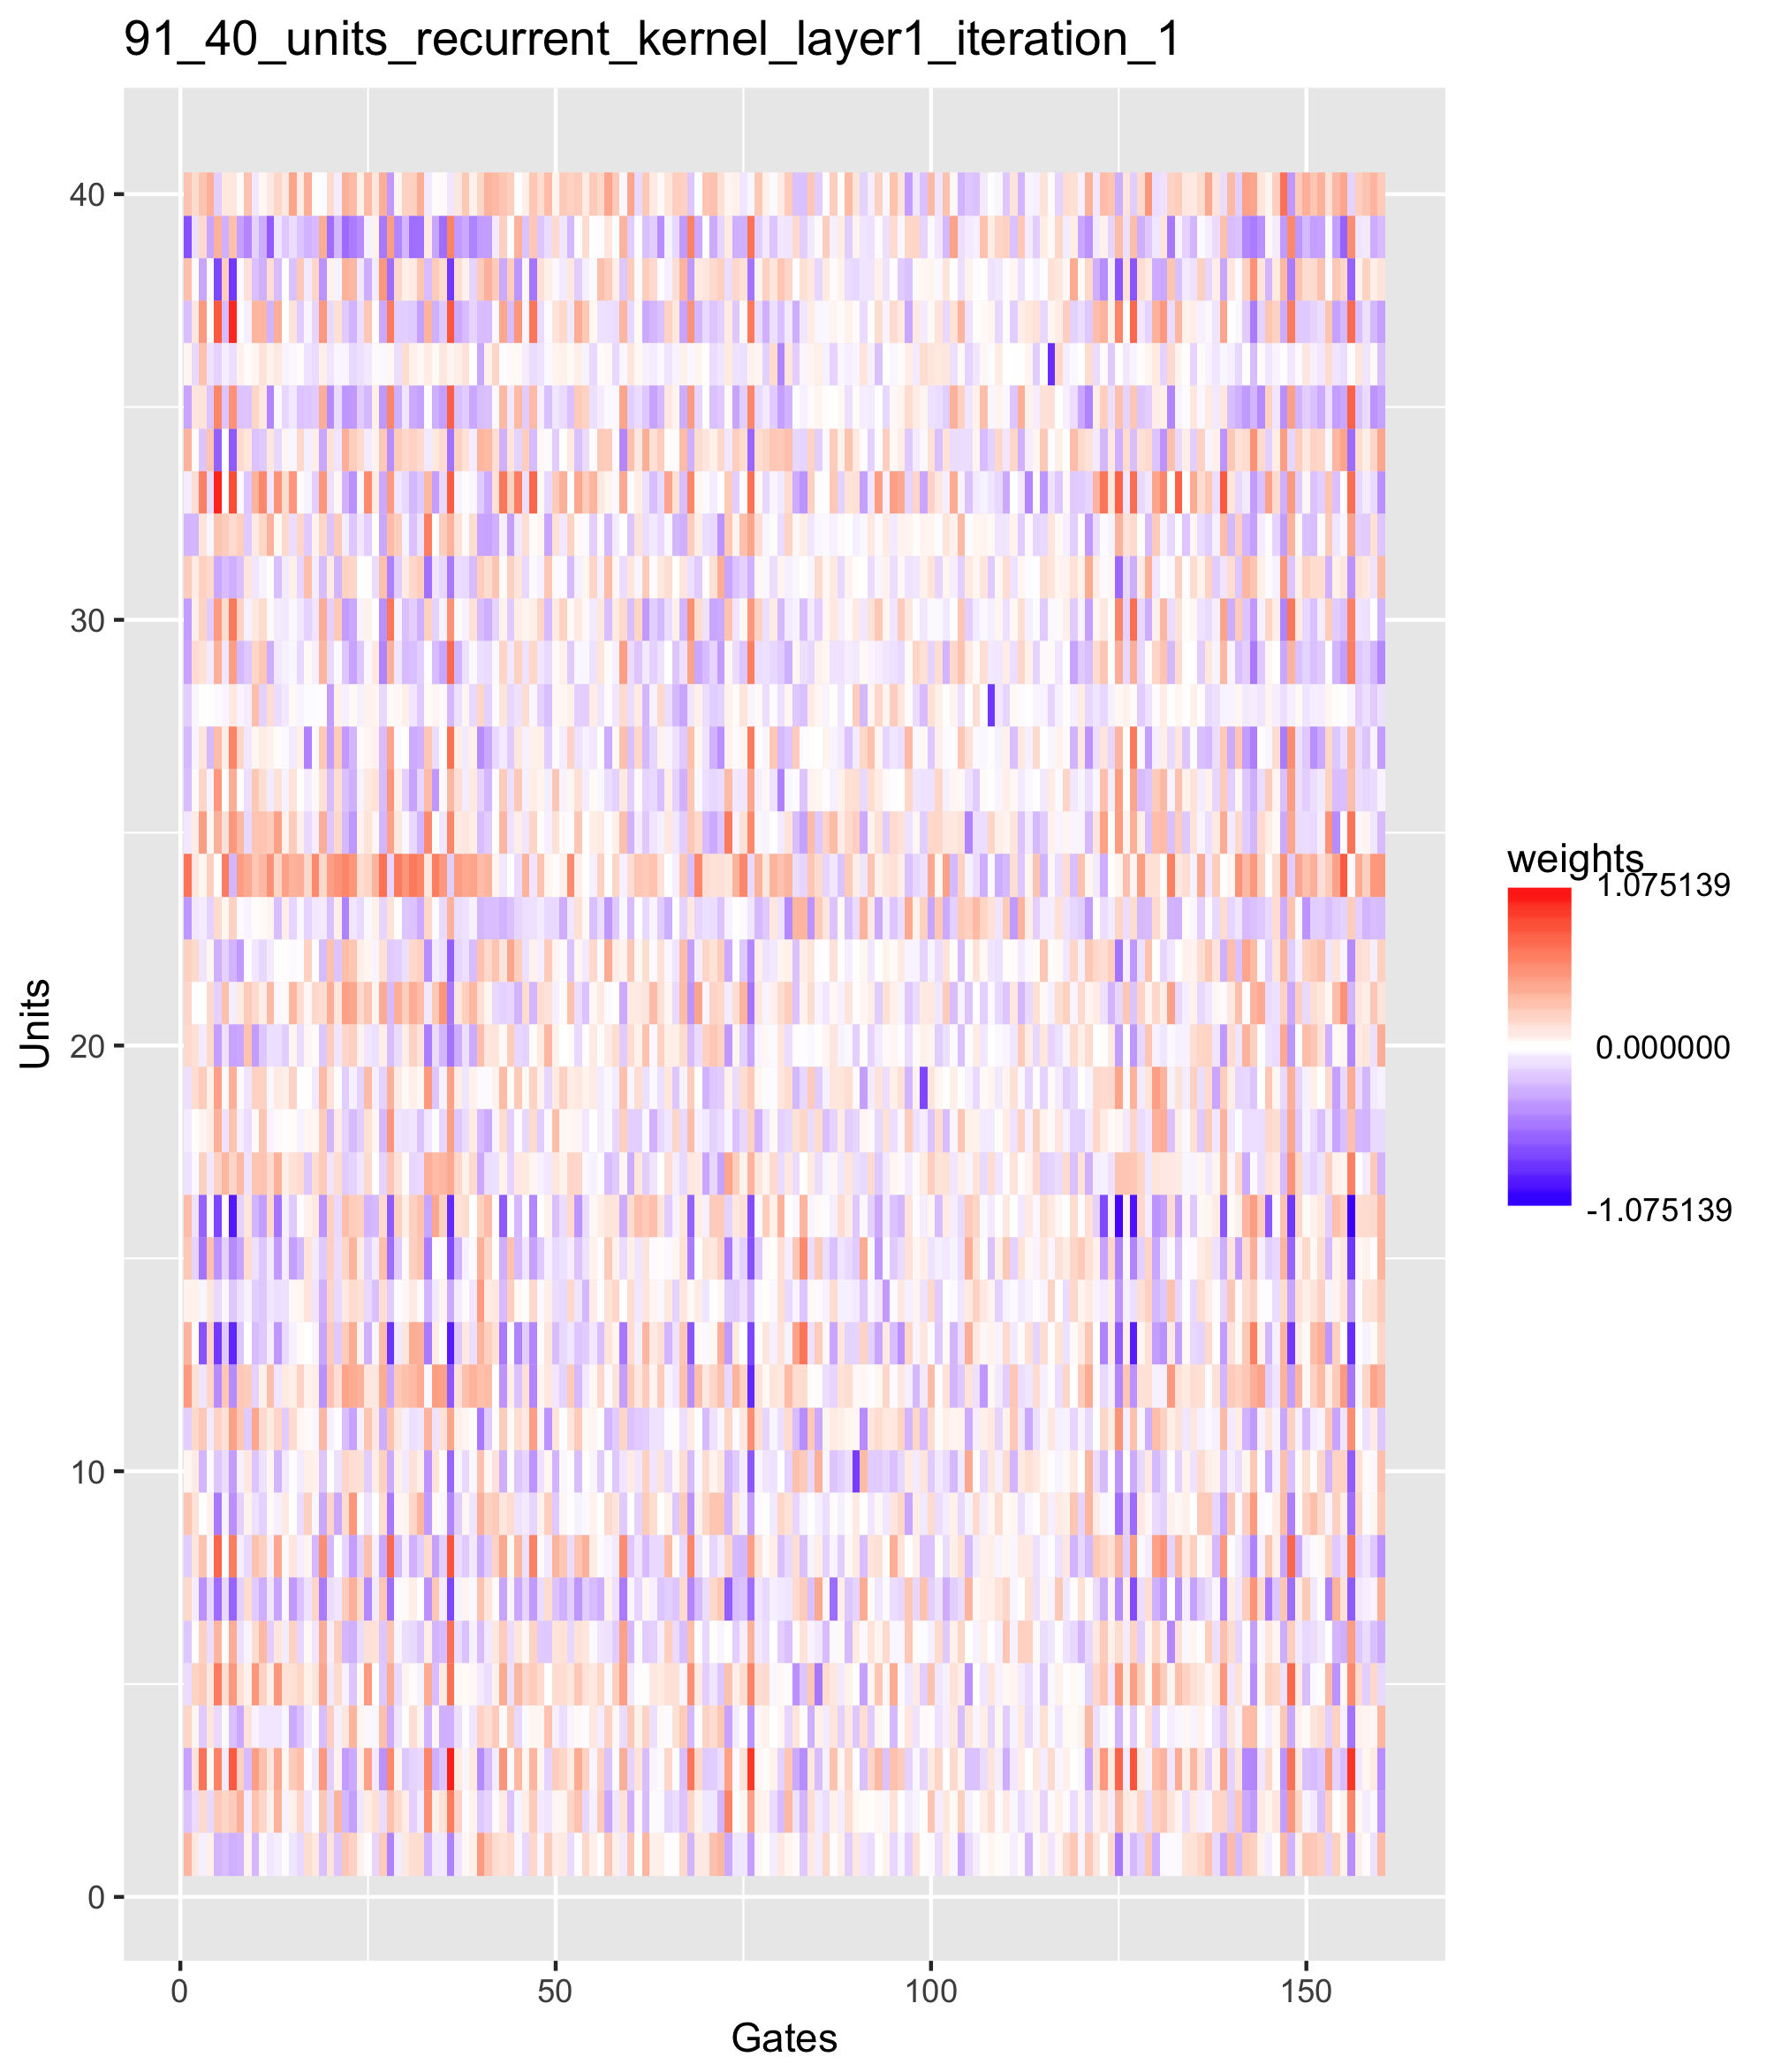 91_40_units_recurrent_kernel_layer1_iteration_1
40
30
20
10
0
Units
0 50 100 150
Gates
weights
1.075139
0.000000
-1.075139